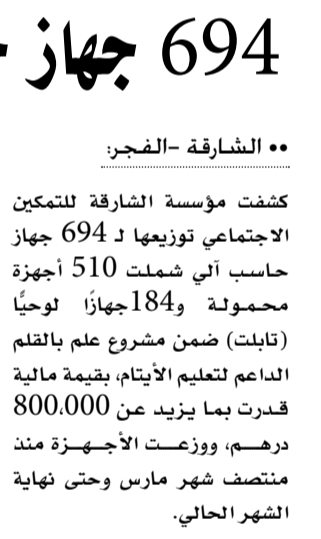 694 جهاز
•• الشارقة -الفجر:
كشفت مؤسسة الشارقة للتمكين
الاجتماعي توزيعها لـ 694 جهاز
حاسب آلي شملت 510 أجهزة
محمولة و184جهازًا لوحيًّا
(تابلت) ضمن مشروع علم بالقلم
الداعم لتعليم الأيتام، بقيمة مالية
قدرت بما يزيد عن 800،000
درهم، ووزعت الأجهزة منذ
منتصف شهر مارس وحتى نهاية
الشهر الحالي.